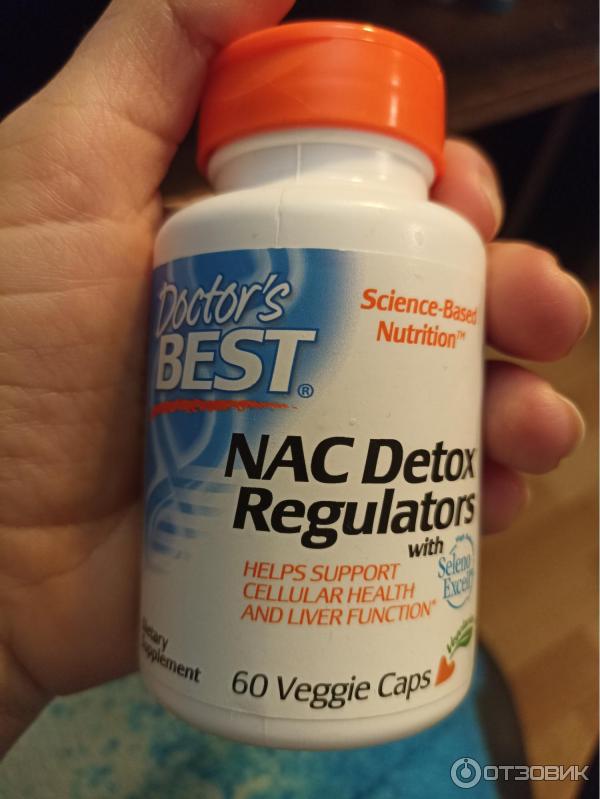 Doctor's
BEST®
Science-Based
Nutrition™
NAC Detox
Regulators
with
Seleno
Excell
HELPS SUPPORT
CELLULAR HEALTH
AND LIVER FUNCTION*
Dietary
Supplement
60 Veggie Caps
ОТЗОВИК